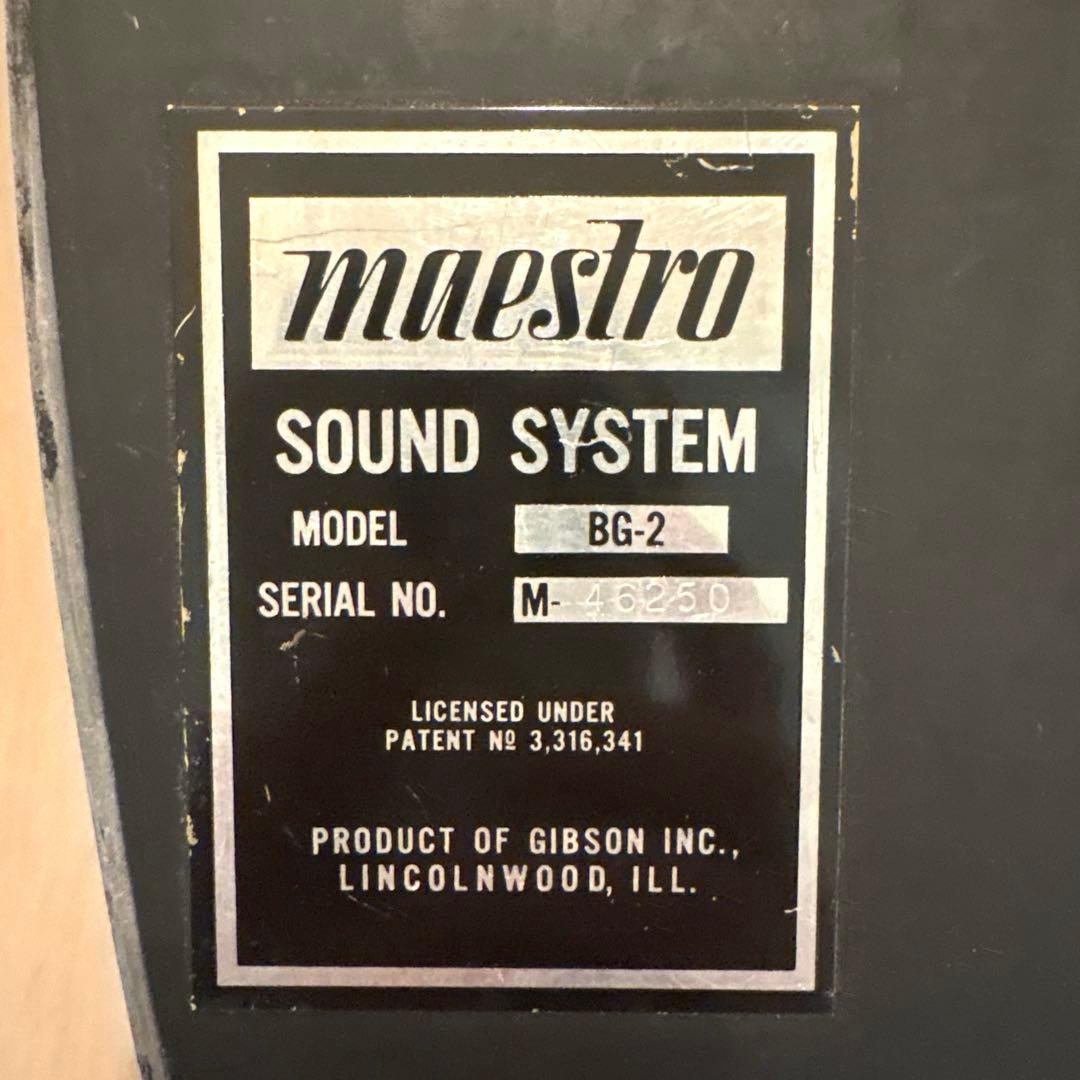 maestro
SOUND SYSTEM
MODEL BG-2
SERIAL NO. M- 46250
LICENSED UNDER
PATENT Nº 3,316,341
PRODUCT OF GIBSON INC.,
LINCOLNWOOD, ILL.